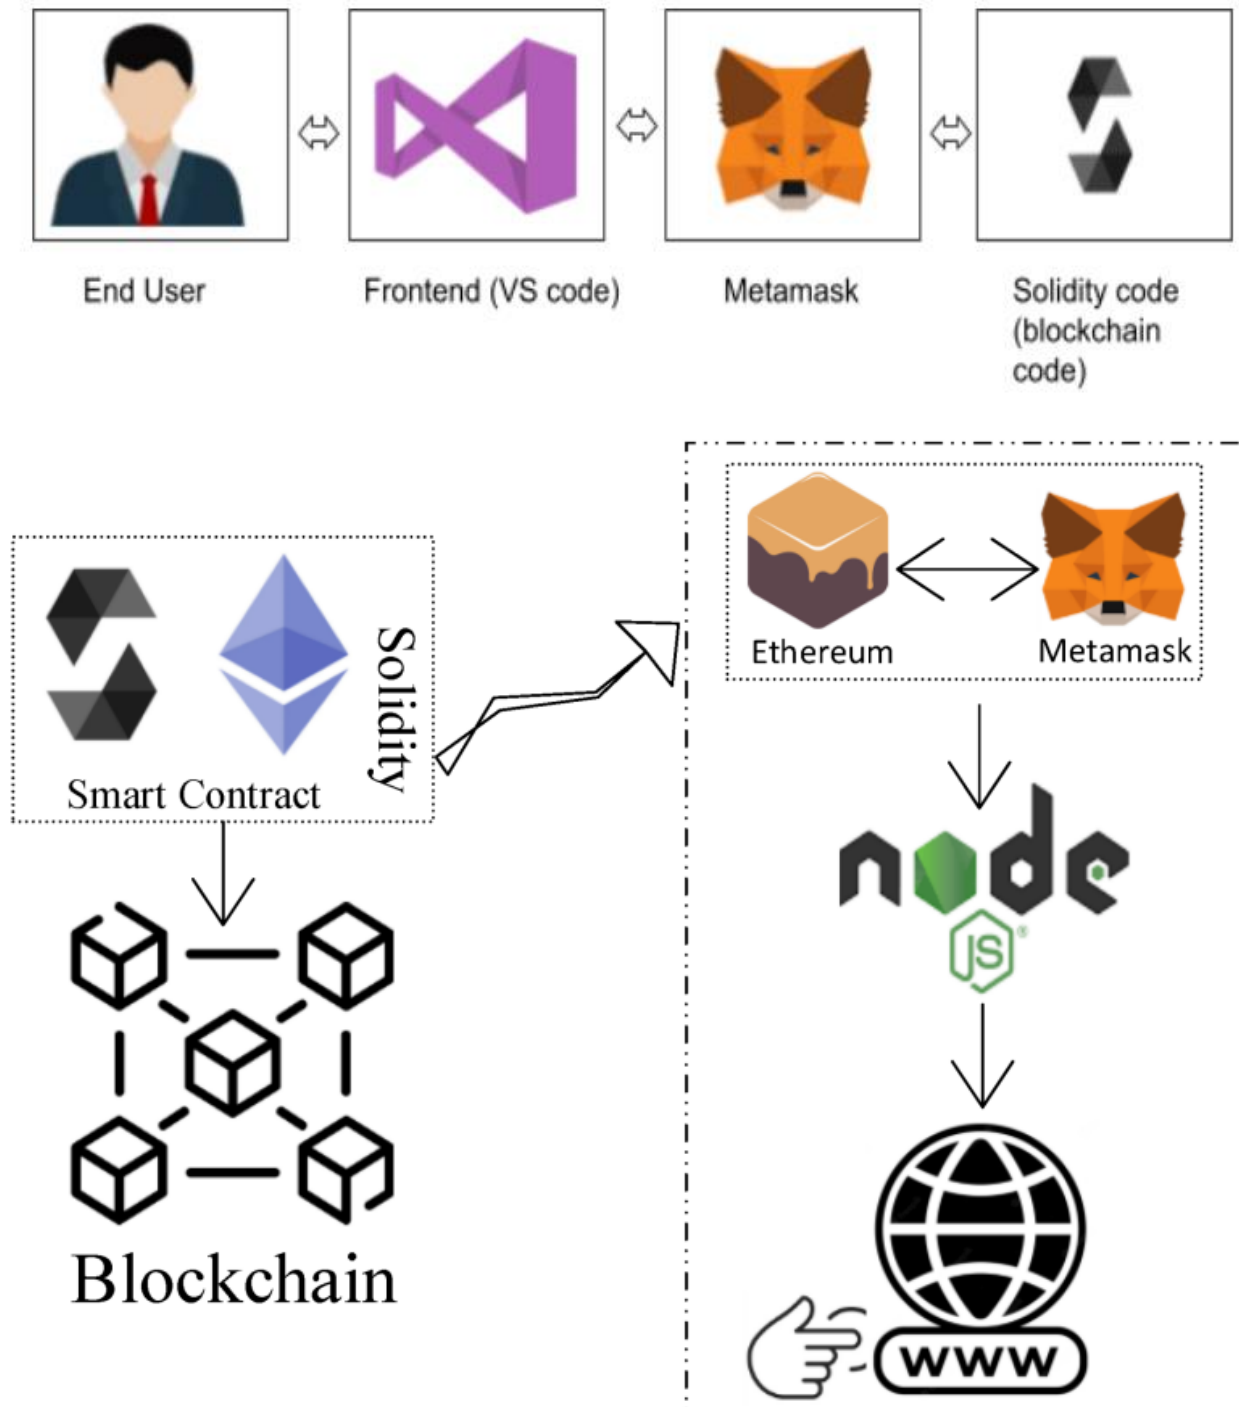 End User
Frontend (VS code)
Metamask
Solidity code
(blockchain
code)
Ethereum
Metamask
Solidity
Smart Contract
node
JS®
Blockchain
www